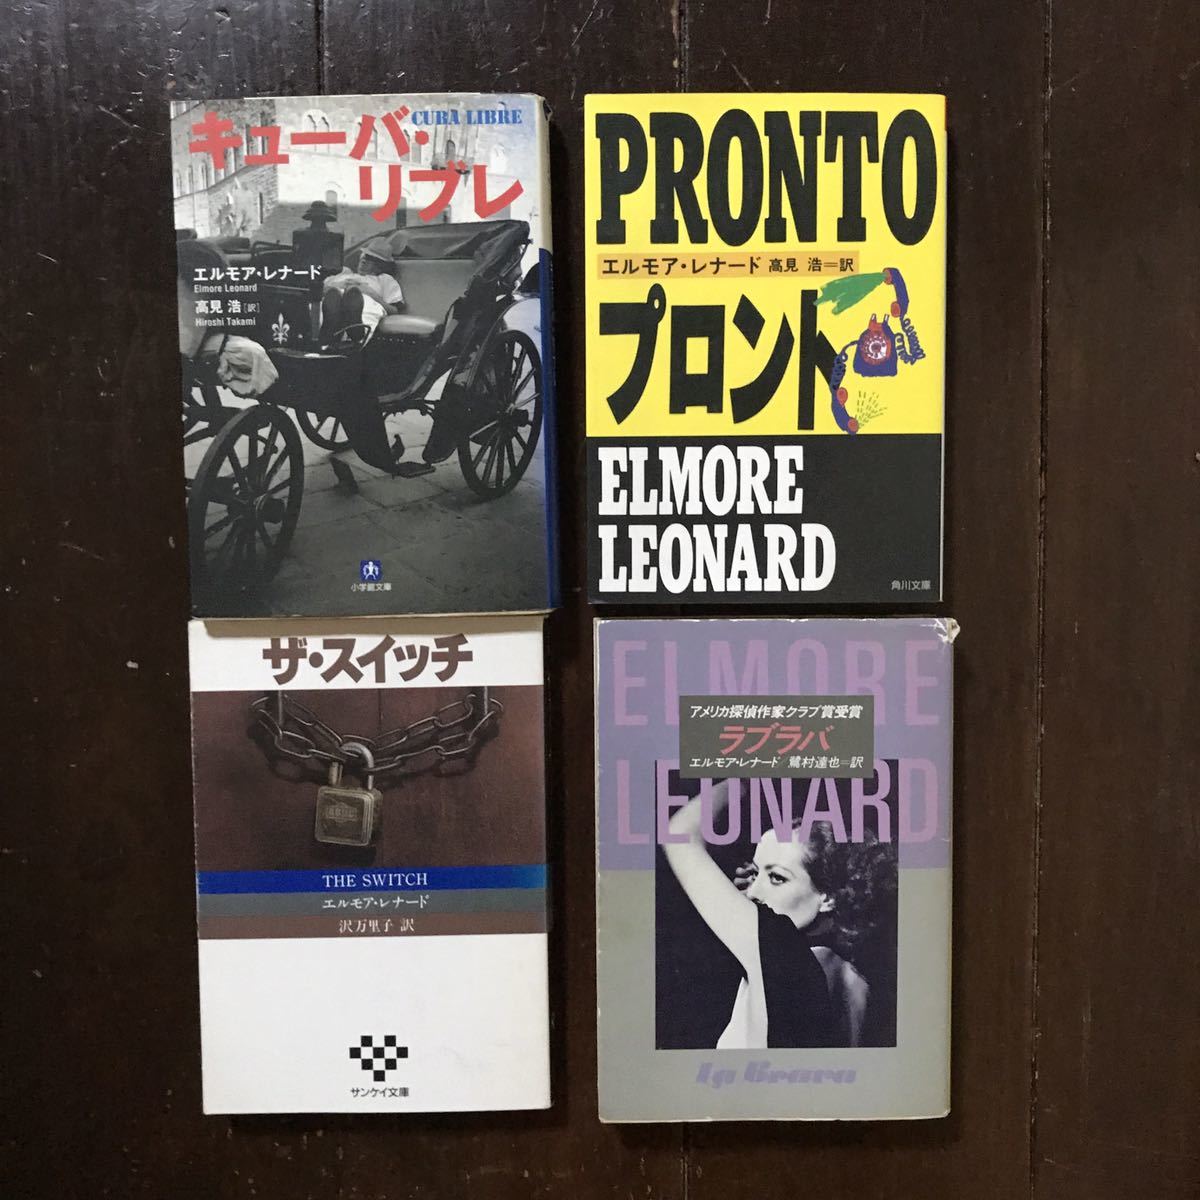 CUBA LIBRE
キューバ・
リブレ
エルモア・レナード
Elmore Leonard
高見 浩[訳]
Hiroshi Takami
小学館文庫
PRONTO
エルモア・レナード 高見 浩=訳
プロント
ELMORE
LEONARD
角川文庫
ザ・スイッチ
THE SWITCH
エルモア・レナード
沢万里子 訳
サンケイ文庫
ELMORE
アメリカ探偵作家クラブ賞受賞
ラブラバ
エルモア・レナード/鷺村達也=訳
LEONARD
La Brava